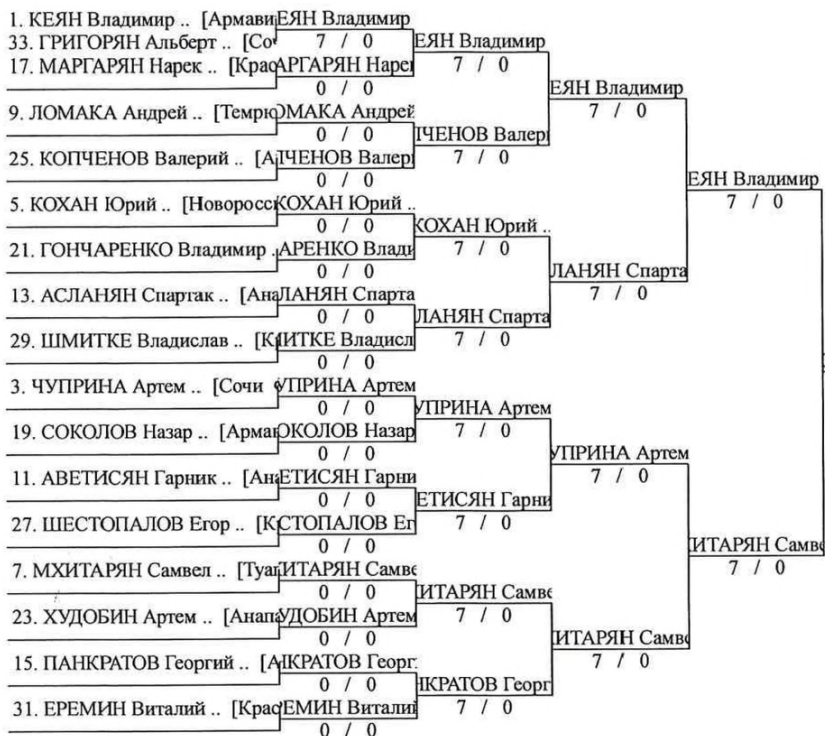 1. КЕЯН Владимир .. [Армави
33. ГРИГОРЯН Альберт .. [Со
17. МАРГАРЯН Нарек .. [Крас
9. ЛОМАКА Андрей .. [Темрю
25. КОПЧЕНОВ Валерий .. [А
5. КОХАН Юрий .. [Новоросс
21. ГОНЧАРЕНКО Владимир .
13. АСЛАНЯН Спартак .. [Ана
29. ШМИТКЕ Владислав .. [К
3. ЧУПРИНА Артем .. [Сочи
19. СОКОЛОВ Назар .. [Арма
11. АВЕТИСЯН Гарник .. [Ана
27. ШЕСТОПАЛОВ Егор .. [К
7. МХИТАРЯН Самвел .. [Туа
23. ХУДОБИН Артем .. [Анапа
15. ПАНКРАТОВ Георгий .. [А
31. ЕРЕМИН Виталий .. [Крас
ЕЯН Владимир
7 / 0
АРГАРЯН Наре
0 / 0
ОМАКА Андрей
0 / 0
ПЧЕНОВ Валер
0 / 0
КОХАН Юрий ..
0 / 0
АРЕНКО Влади
0 / 0
ЛАНЯН Спарта
0 / 0
ИТКЕ Владисл
0 / 0
УПРИНА Артем
0 / 0
ОКОЛОВ Назар
0 / 0
ЕТИСЯН Гарни
0 / 0
СТОПАЛОВ Ег
0 / 0
ИТАРЯН Самве
0 / 0
УДОБИН Артем
0 / 0
КРАТОВ Георг
0 / 0
ЕМИН Виталий
0 / 0
ЕЯН Владимир
7 / 0
ПЧЕНОВ Валер
7 / 0
КОХАН Юрий ..
7 / 0
ЛАНЯН Спарта
7 / 0
УПРИНА Артем
7 / 0
ЕТИСЯН Гарни
7 / 0
ИТАРЯН Самве
7 / 0
КРАТОВ Георг
7 / 0
ЕЯН Владимир
7 / 0
ЛАНЯН Спарта
7 / 0
УПРИНА Артем
7 / 0
ИТАРЯН Самво
7 / 0
ЕЯН Владимир
7 / 0
ИТАРЯН Самве
7 / 0